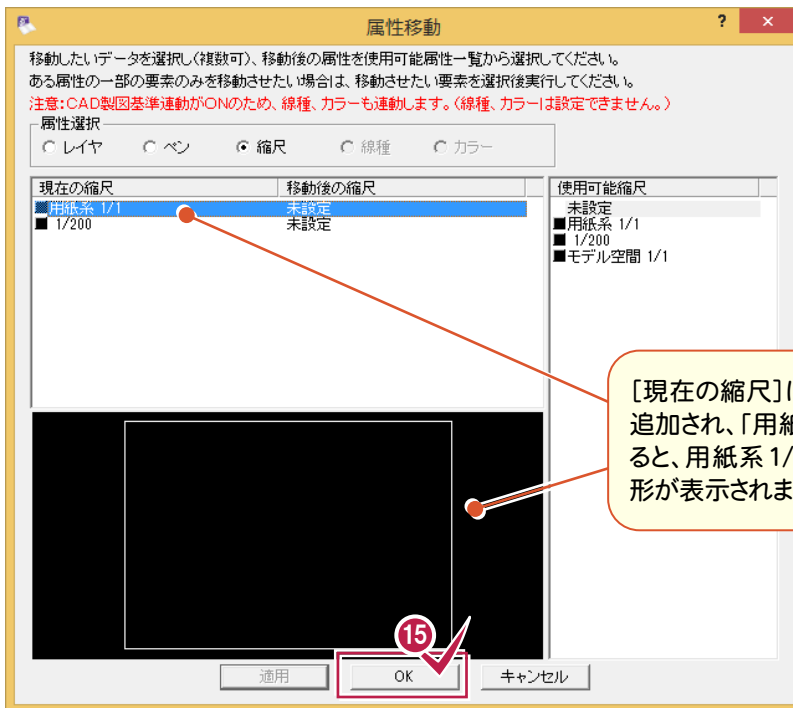 属性移動
? ×
移動したいデータを選択し(複数可)、移動後の属性を使用可能属性一覧から選択してください。
ある属性の一部の要素のみを移動させたい場合は、移動させたい要素を選択後実行してください。
注意:CAD製図基準連動がONのため、線種、カラーも連動します。(線種、カラーは設定できません。)
属性選択
レイヤ ペン 縮尺 線種 カラー
現在の縮尺 移動後の縮尺 使用可能縮尺
用紙系 1/1 未設定
1/200 未設定
未設定
用紙系 1/1
1/200
モデル空間 1/1
[現在の縮尺]
追加され、「用紙
ると、用紙系1/
形が表示されま
15
適用 OK キャンセル